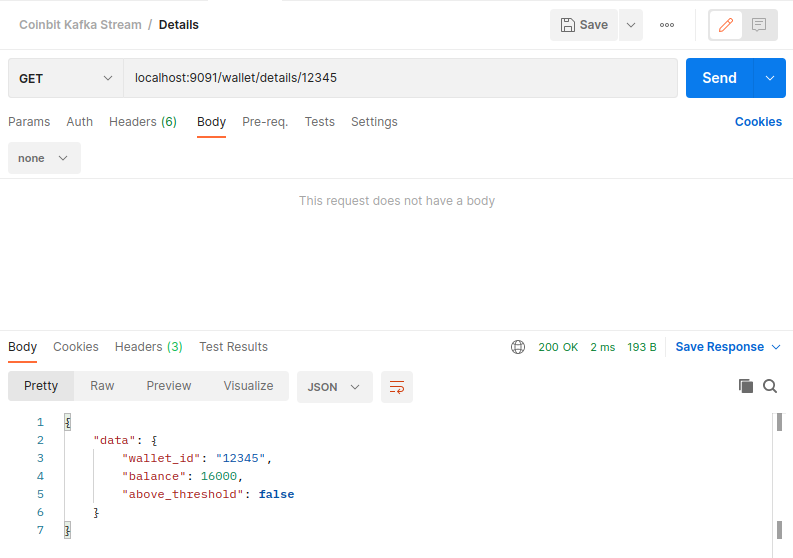 Coinbit Kafka Stream / Details
Save
GET
localhost:9091/wallet/details/12345
Send
Params Auth Headers (6) Body Pre-req. Tests Settings Cookies
none
This request does not have a body
Body Cookies Headers (3) Test Results 200 OK 2 ms 193 B Save Response
Pretty Raw Preview Visualize JSON
1 {
2 "data": {
3 "wallet_id": "12345",
4 "balance": 16000,
5 "above_threshold": false
6 }
7 }